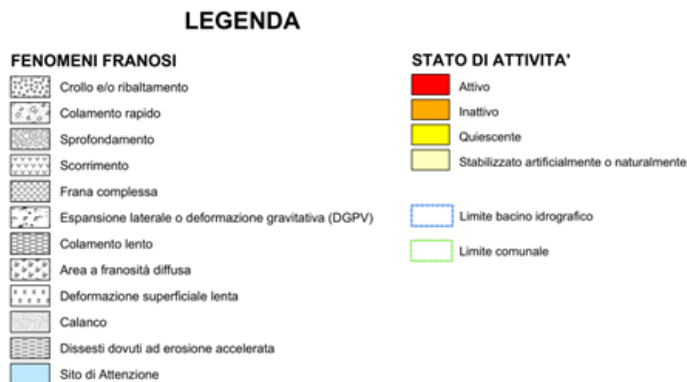 LEGENDA
FENOMENI FRANOSI
Crollo e/o ribaltamento
Colamento rapido
Sprofondamento
Scorrimento
Frana complessa
Espansione laterale o deformazione gravitativa (DGPV)
Colamento lento
Area a franosità diffusa
Deformazione superficiale lenta
Calanco
Dissesti dovuti ad erosione accelerata
Sito di Attenzione
STATO DI ATTIVITA'
Attivo
Inattivo
Quiescente
Stabilizzato artificialmente o naturalmente
Limite bacino idrografico
Limite comunale